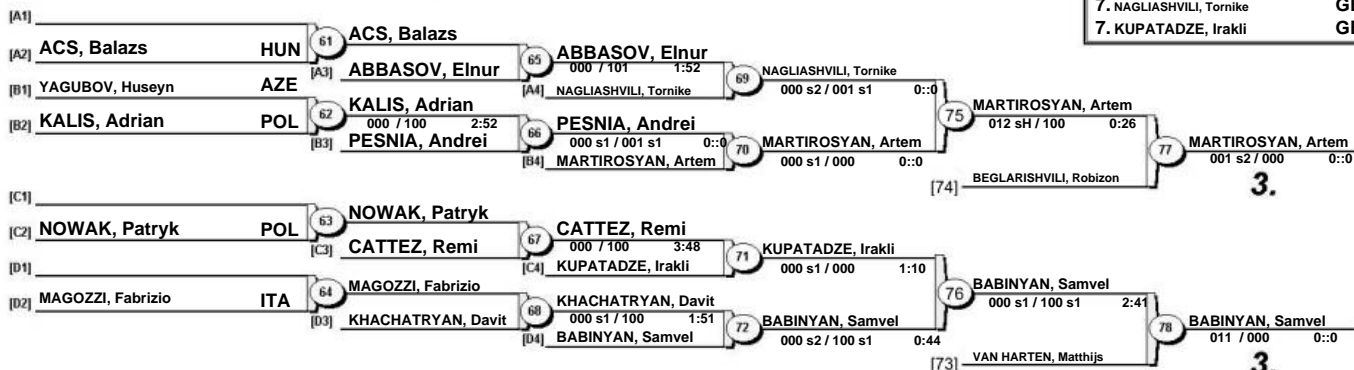 7. NAGLIASHVILI, Tornike
7. KUPATADZE, Irakli
[A1]
[A2] ACS, Balazs HUN
61
ACS, Balazs
[A3] ABBASOV, Elnur
65
ABBASOV, Elnur
000 / 101 1:52
[A4] NAGLIASHVILI, Tornike
69
NAGLIASHVILI, Tornike
000 s2 / 001 s1 0::0
[B1] YAGUBOV, Huseyn AZE
[B2] KALIS, Adrian POL
62
KALIS, Adrian
000 / 100 2:52
[B3] PESNIA, Andrei
66
PESNIA, Andrei
000 s1 / 001 s1 0::0
[B4] MARTIROSYAN, Artem
70
MARTIROSYAN, Artem
000 s1 / 000 0::0
75
MARTIROSYAN, Artem
012 sH / 100 0:26
[74] BEGLARISHVILI, Robizon
77
MARTIROSYAN, Artem
001 s2 / 000 0::0
3.
[C1]
[C2] NOWAK, Patryk POL
63
NOWAK, Patryk
[C3] CATTEZ, Remi
67
CATTEZ, Remi
000 / 100 3:48
[C4] KUPATADZE, Irakli
71
KUPATADZE, Irakli
000 s1 / 000 1:10
[D1]
[D2] MAGOZZI, Fabrizio ITA
64
MAGOZZI, Fabrizio
[D3] KHACHATRYAN, Davit
68
KHACHATRYAN, Davit
000 s1 / 100 1:51
[D4] BABINYAN, Samvel
72
BABINYAN, Samvel
000 s2 / 100 s1 0:44
76
BABINYAN, Samvel
000 s1 / 100 s1 2:41
[73] VAN HARTEN, Matthijs
78
BABINYAN, Samvel
011 / 000 0::0
3.